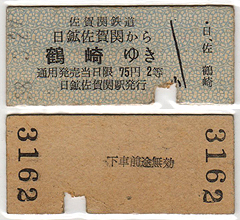 佐賀関鉄道
日鉱佐賀関から
鶴崎ゆき
通用発売当日限 75円 2等
日鉱佐賀関駅発行
日、佐
鶴崎
3162
下車前途無効
3162